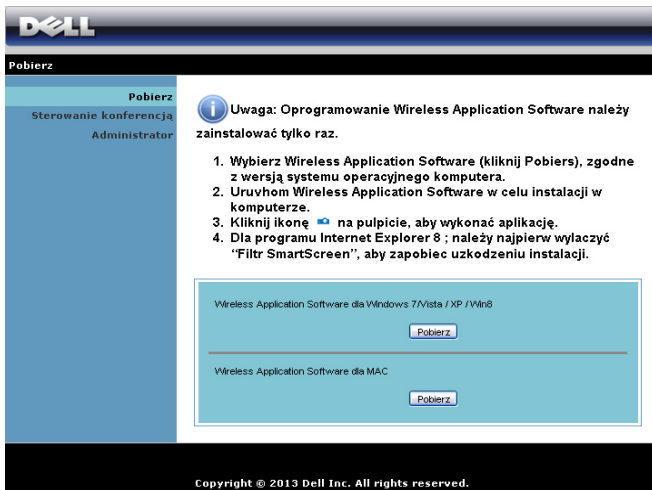 DELL
Pobierz
Pobierz
Sterowanie konferencją
Administrator
Uwaga: Oprogramowanie Wireless Application Software należy
zainstalować tylko raz.
1. Wybierz Wireless Application Software (kliknij Pobiers), zgodne
z wersją systemu operacyjnego komputera.
2. Uruvhom Wireless Application Software w celu instalacji w
komputerze.
3. Kliknij ikonę na pulpicie, aby wykonać aplikację.
4. Dla programu Internet Explorer 8 ; należy najpierw wylaczyć
“Filtr SmartScreen”, aby zapobiec uzkodzeniu instalacji.
Wireless Application Software dla Windows 7/Vista / XP / Win8
Pobierz
Wireless Application Software dla MAC
Pobierz
Copyright © 2013 Dell Inc. All rights reserved.